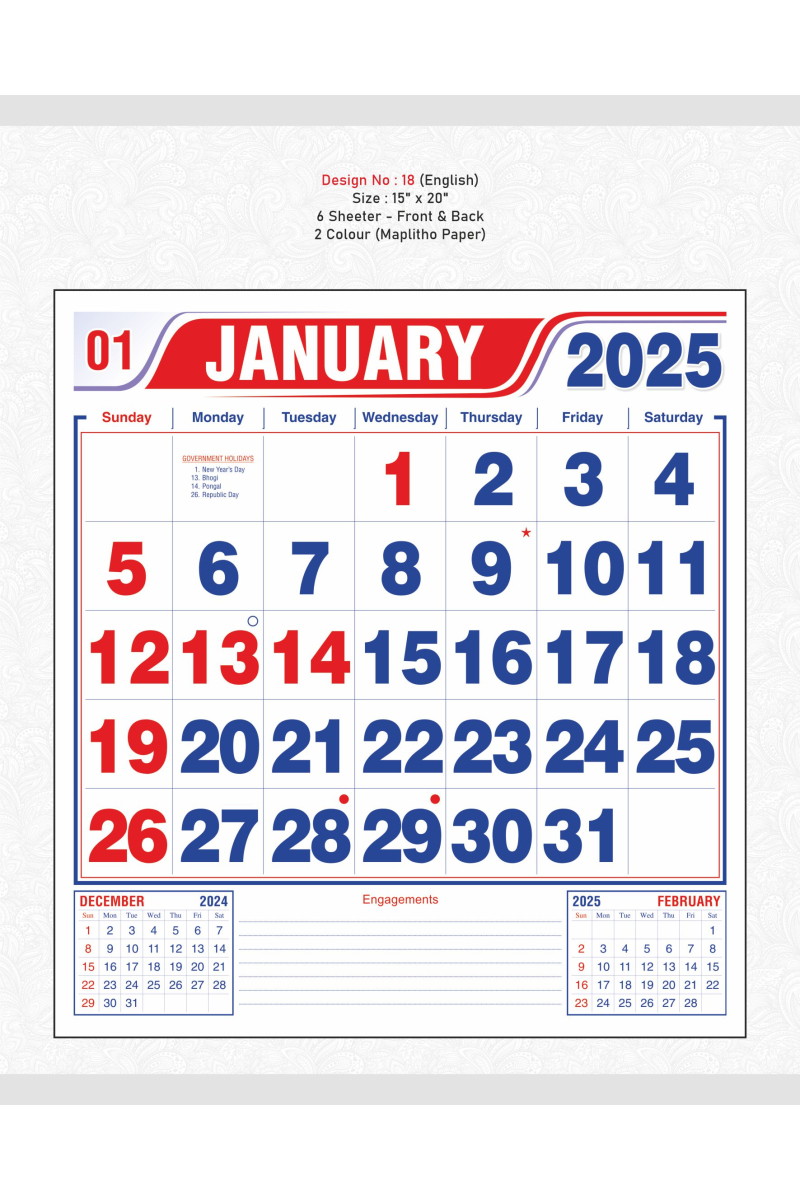 Design No : 18 (English)
Size : 15" x 20"
6 Sheeter - Front & Back
2 Colour (Maplitho Paper)
01 JANUARY 2025
Sunday Monday Tuesday Wednesday Thursday Friday Saturday
GOVERNMENT HOLIDAYS
1. New Year's Day
13. Bhogi
14. Pongal
26. Republic Day
1 2 3 4
5 6 7 8 9 10 11
12 13 14 15 16 17 18
19 20 21 22 23 24 25
26 27 28 29 30 31
DECEMBER 2024
Sun Mon Tue Wed Thu Fri Sat
1 2 3 4 5 6 7
8 9 10 11 12 13 14
15 16 17 18 19 20 21
22 23 24 25 26 27 28
29 30 31
Engagements
2025 FEBRUARY
Sun Mon Tue Wed Thu Fri Sat
1
2 3 4 5 6 7 8
9 10 11 12 13 14 15
16 17 18 19 20 21 22
23 24 25 26 27 28